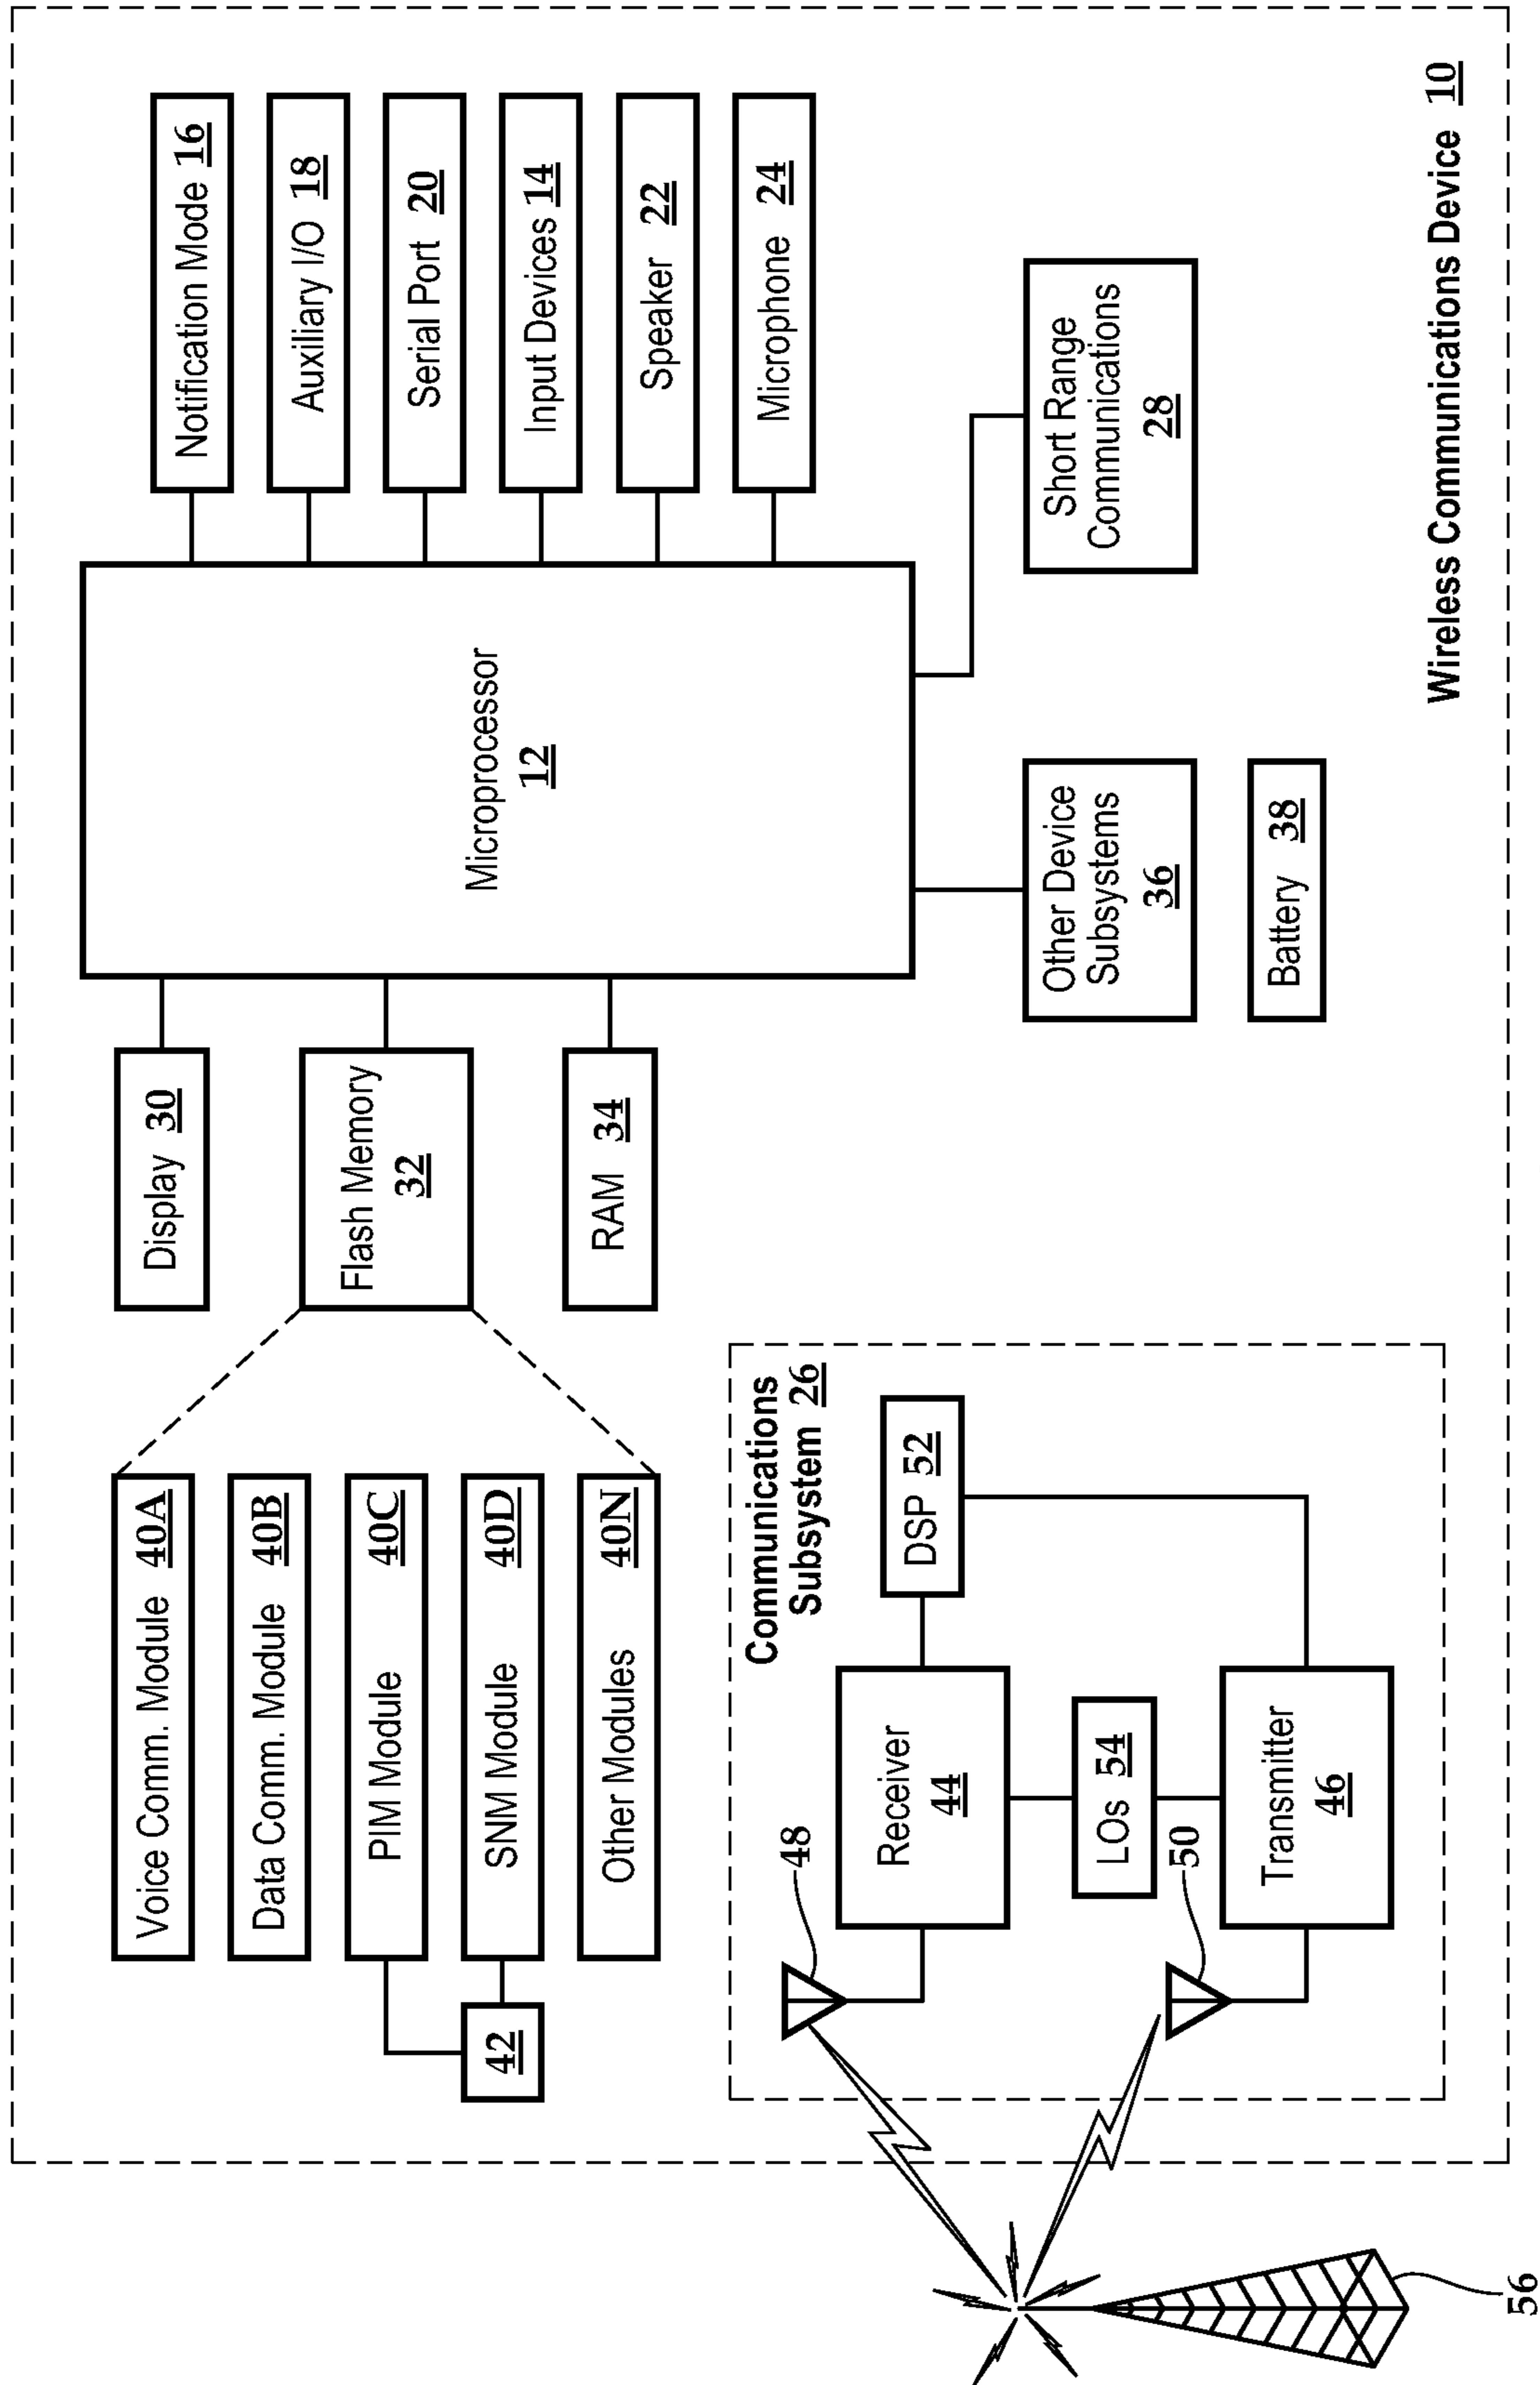 Voice Comm. Module 40A
Data Comm. Module 40B
PIM Module 40C
SNM Module 40D
Other Modules 40N
42
Display 30
Flash Memory
32
RAM 34
Microprocessor
12
Notification Mode 16
Auxiliary I/O 18
Serial Port 20
Input Devices 14
Speaker 22
Microphone 24
Communications
Subsystem 26
48
Receiver
44
DSP 52
LOs 54
50
Transmitter
46
Other Device
Subsystems
36
Short Range
Communications
28
Battery 38
Wireless Communications Device 10
56